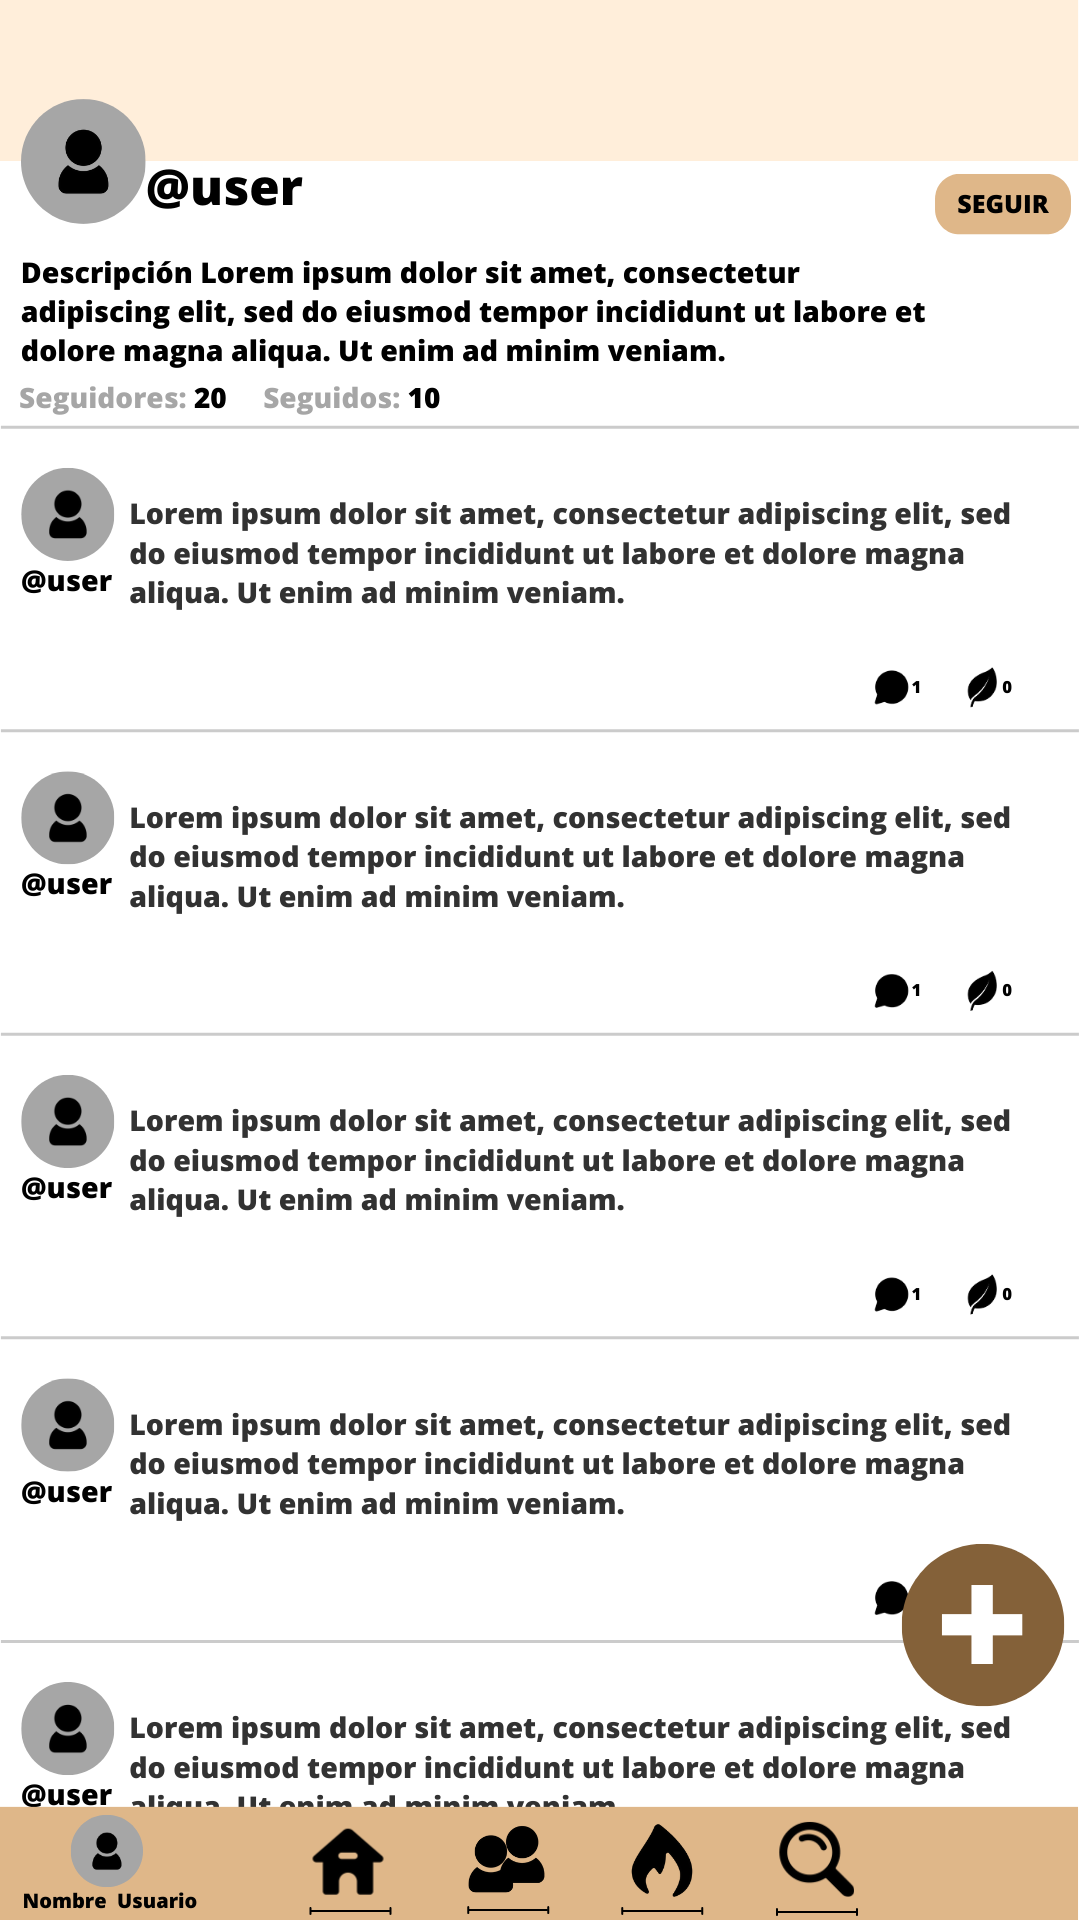 @user
SEGUIR
Descripción Lorem ipsum dolor sit amet, consectetur
adipiscing elit, sed do eiusmod tempor incididunt ut labore et
dolore magna aliqua. Ut enim ad minim veniam.
Seguidores: 20 Seguidos: 10
Lorem ipsum dolor sit amet, consectetur adipiscing elit, sed
do eiusmod tempor incididunt ut labore et dolore magna
aliqua. Ut enim ad minim veniam.
@user
1 0
Lorem ipsum dolor sit amet, consectetur adipiscing elit, sed
do eiusmod tempor incididunt ut labore et dolore magna
aliqua. Ut enim ad minim veniam.
@user
1 0
Lorem ipsum dolor sit amet, consectetur adipiscing elit, sed
do eiusmod tempor incididunt ut labore et dolore magna
aliqua. Ut enim ad minim veniam.
@user
1 0
Lorem ipsum dolor sit amet, consectetur adipiscing elit, sed
do eiusmod tempor incididunt ut labore et dolore magna
aliqua. Ut enim ad minim veniam.
@user
Lorem ipsum dolor sit amet, consectetur adipiscing elit, sed
do eiusmod tempor incididunt ut labore et dolore magna
@user
aliqua. Ut enim ad minim veniam.
Nombre Usuario